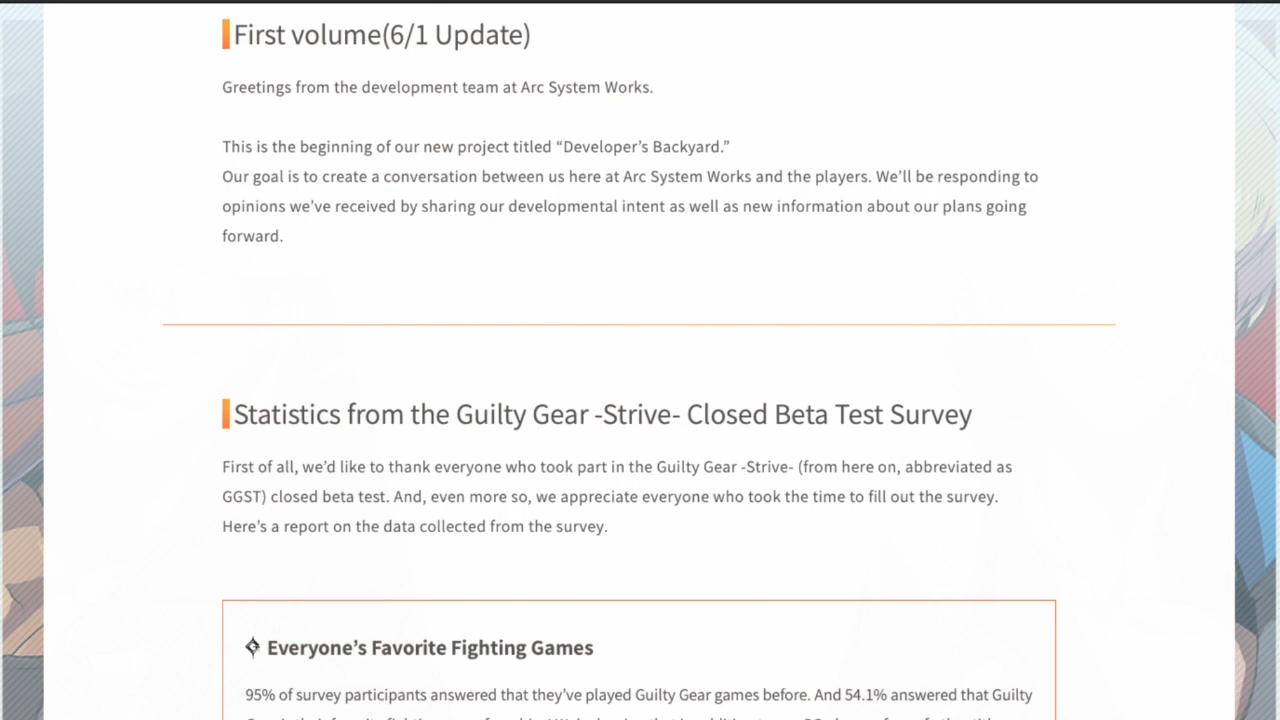 First volume(6/1 Update)
Greetings from the development team at Arc System Works.
This is the beginning of our new project titled “Developer’s Backyard.”
Our goal is to create a conversation between us here at Arc System Works and the players. We’ll be responding to
opinions we’ve received by sharing our developmental intent as well as new information about our plans going
forward.
Statistics from the Guilty Gear -Strive- Closed Beta Test Survey
First of all, we’d like to thank everyone who took part in the Guilty Gear -Strive- (from here on, abbreviated as
GGST) closed beta test. And, even more so, we appreciate everyone who took the time to fill out the survey.
Here’s a report on the data collected from the survey.
Everyone’s Favorite Fighting Games
95% of survey participants answered that they’ve played Guilty Gear games before. And 54.1% answered that Guilty